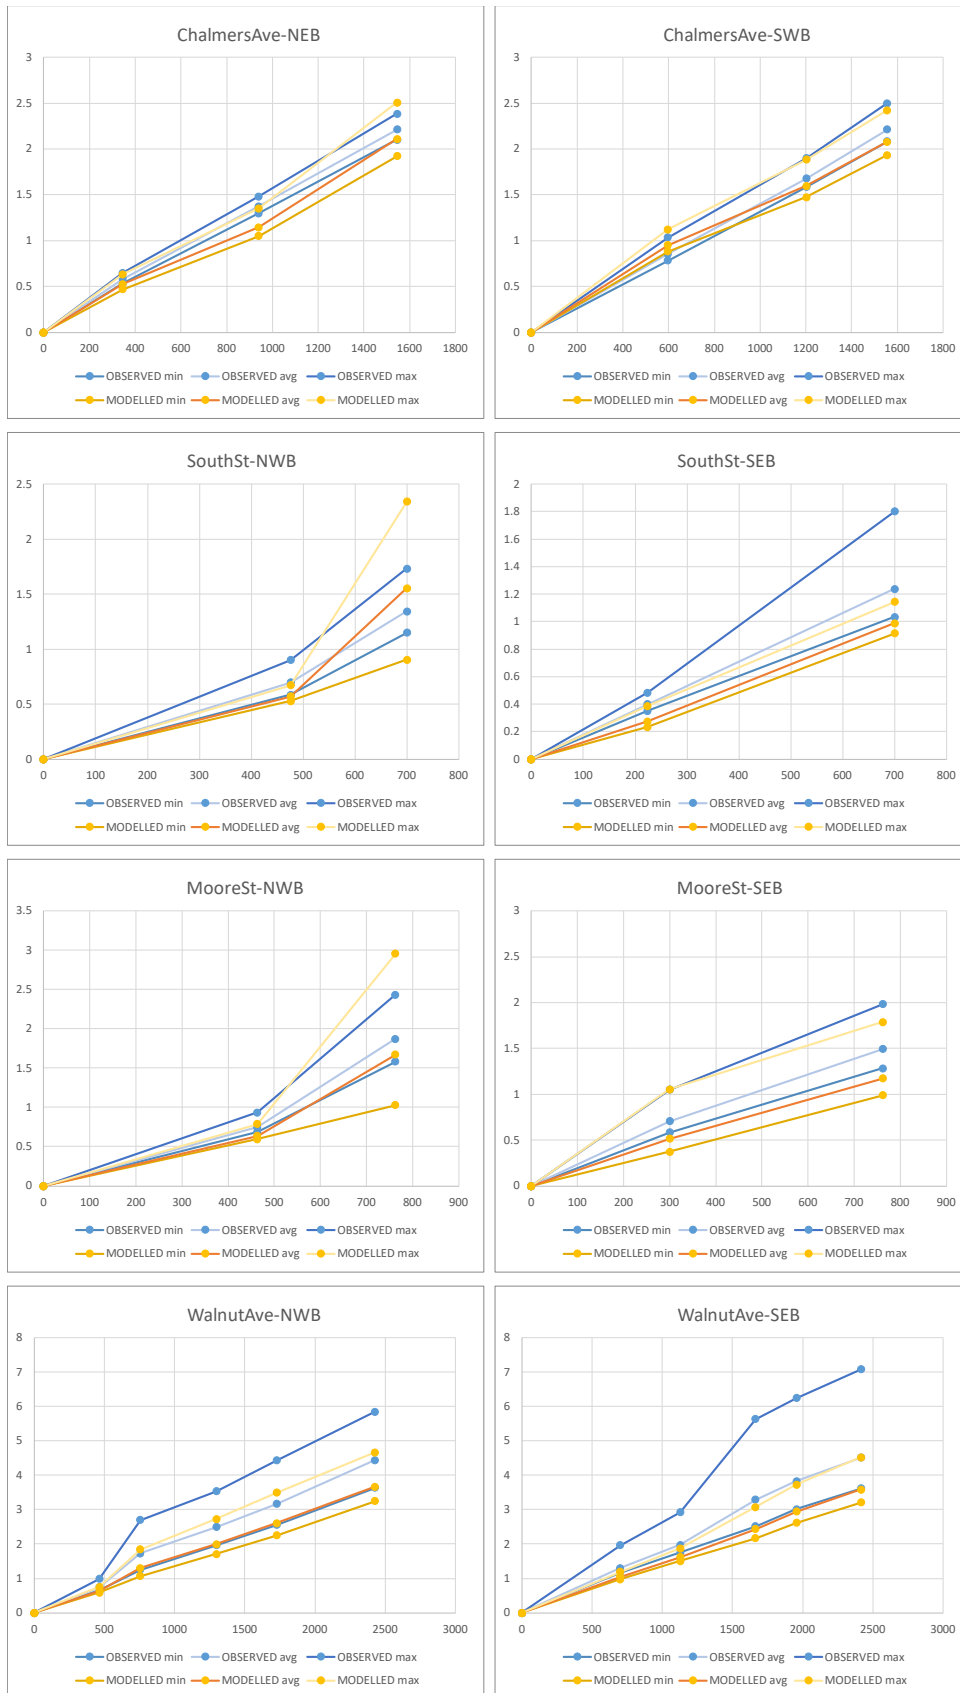 ChalmersAve-NEB
3
2.5
2
1.5
1
0.5
0
0 200 400 600 800 1000 1200 1400 1600 1800
OBSERVED min OBSERVED avg OBSERVED max
MODELLED min MODELLED avg MODELLED max
ChalmersAve-SWB
3
2.5
2
1.5
1
0.5
0
0 200 400 600 800 1000 1200 1400 1600 1800
OBSERVED min OBSERVED avg OBSERVED max
MODELLED min MODELLED avg MODELLED max
SouthSt-NWB
2.5
2
1.5
1
0.5
0
0 100 200 300 400 500 600 700 800
OBSERVED min OBSERVED avg OBSERVED max
MODELLED min MODELLED avg MODELLED max
SouthSt-SEB
2
1.8
1.6
1.4
1.2
1
0.8
0.6
0.4
0.2
0
0 100 200 300 400 500 600 700 800
OBSERVED min OBSERVED avg OBSERVED max
MODELLED min MODELLED avg MODELLED max
MooreSt-NWB
3.5
3
2.5
2
1.5
1
0.5
0
0 100 200 300 400 500 600 700 800 900
OBSERVED min OBSERVED avg OBSERVED max
MODELLED min MODELLED avg MODELLED max
MooreSt-SEB
3
2.5
2
1.5
1
0.5
0
0 100 200 300 400 500 600 700 800 900
OBSERVED min OBSERVED avg OBSERVED max
MODELLED min MODELLED avg MODELLED max
WalnutAve-NWB
8
7
6
5
4
3
2
1
0
0 500 1000 1500 2000 2500 3000
OBSERVED min OBSERVED avg OBSERVED max
MODELLED min MODELLED avg MODELLED max
WalnutAve-SEB
8
7
6
5
4
3
2
1
0
0 500 1000 1500 2000 2500 3000
OBSERVED min OBSERVED avg OBSERVED max
MODELLED min MODELLED avg MODELLED max